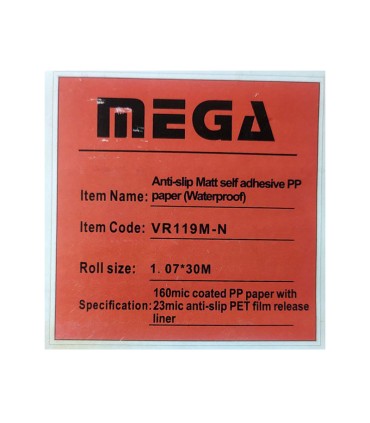 MEGA
Anti-slip Matt self adhesive PP
Item Name: paper (Waterproof)
Item Code: VR119M-N
Roll size: 1. 07*30M
160mic coated PP paper with
Specification: 23mic anti-slip PET film release
liner